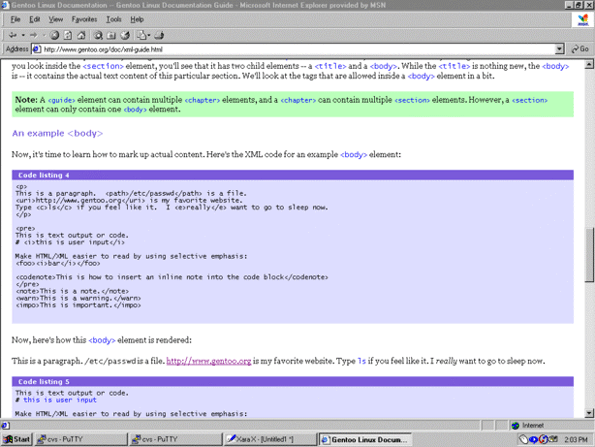 Gentoo Linux Documentation -- Gentoo Linux Documentation Guide - Microsoft Internet Explorer provided by MSN
File Edit View Favorites Tools Help
Address http://www.gentoo.org/doc/xml-guide.html Go
you look inside the <section> element, you'll see that it has two child elements -- a <title> and a <body>. While the <title> is nothing new, the <body>
is -- it contains the actual text content of this particular section. We'll look at the tags that are allowed inside a <body> element in a bit.
Note: A <guide> element can contain multiple <chapter> elements, and a <chapter> can contain multiple <section> elements. However, a <section>
element can only contain one <body> element.
An example <body>
Now, it's time to learn how to mark up actual content. Here's the XML code for an example <body> element:
Code listing 4
<p>
This is a paragraph. <path>/etc/passwd</path> is a file.
<uri>http://www.gentoo.org</uri> is my favorite website.
Type <c>ls</c> if you feel like it. I <e>really</e> want to go to sleep now.
</p>
<pre>
This is text output or code.
# <i>this is user input</i>
Make HTML/XML easier to read by using selective emphasis:
<foo><i>bar</i></foo>
<codenote>This is how to insert an inline note into the code block</codenote>
</pre>
<note>This is a note.</note>
<warn>This is a warning.</warn>
<impo>This is important.</impo>
Now, here's how this <body> element is rendered:
This is a paragraph. /etc/passwd is a file. http://www.gentoo.org is my favorite website. Type ls if you feel like it. I really want to go to sleep now.
Code listing 5
This is text output or code.
# this is user input
Make HTML/XML easier to read by using selective emphasis:
Internet
Start cvs - PuTTY cvs - PuTTY Xara X - [Untitled1 *] Gentoo Linux Docum... 2:03 PM